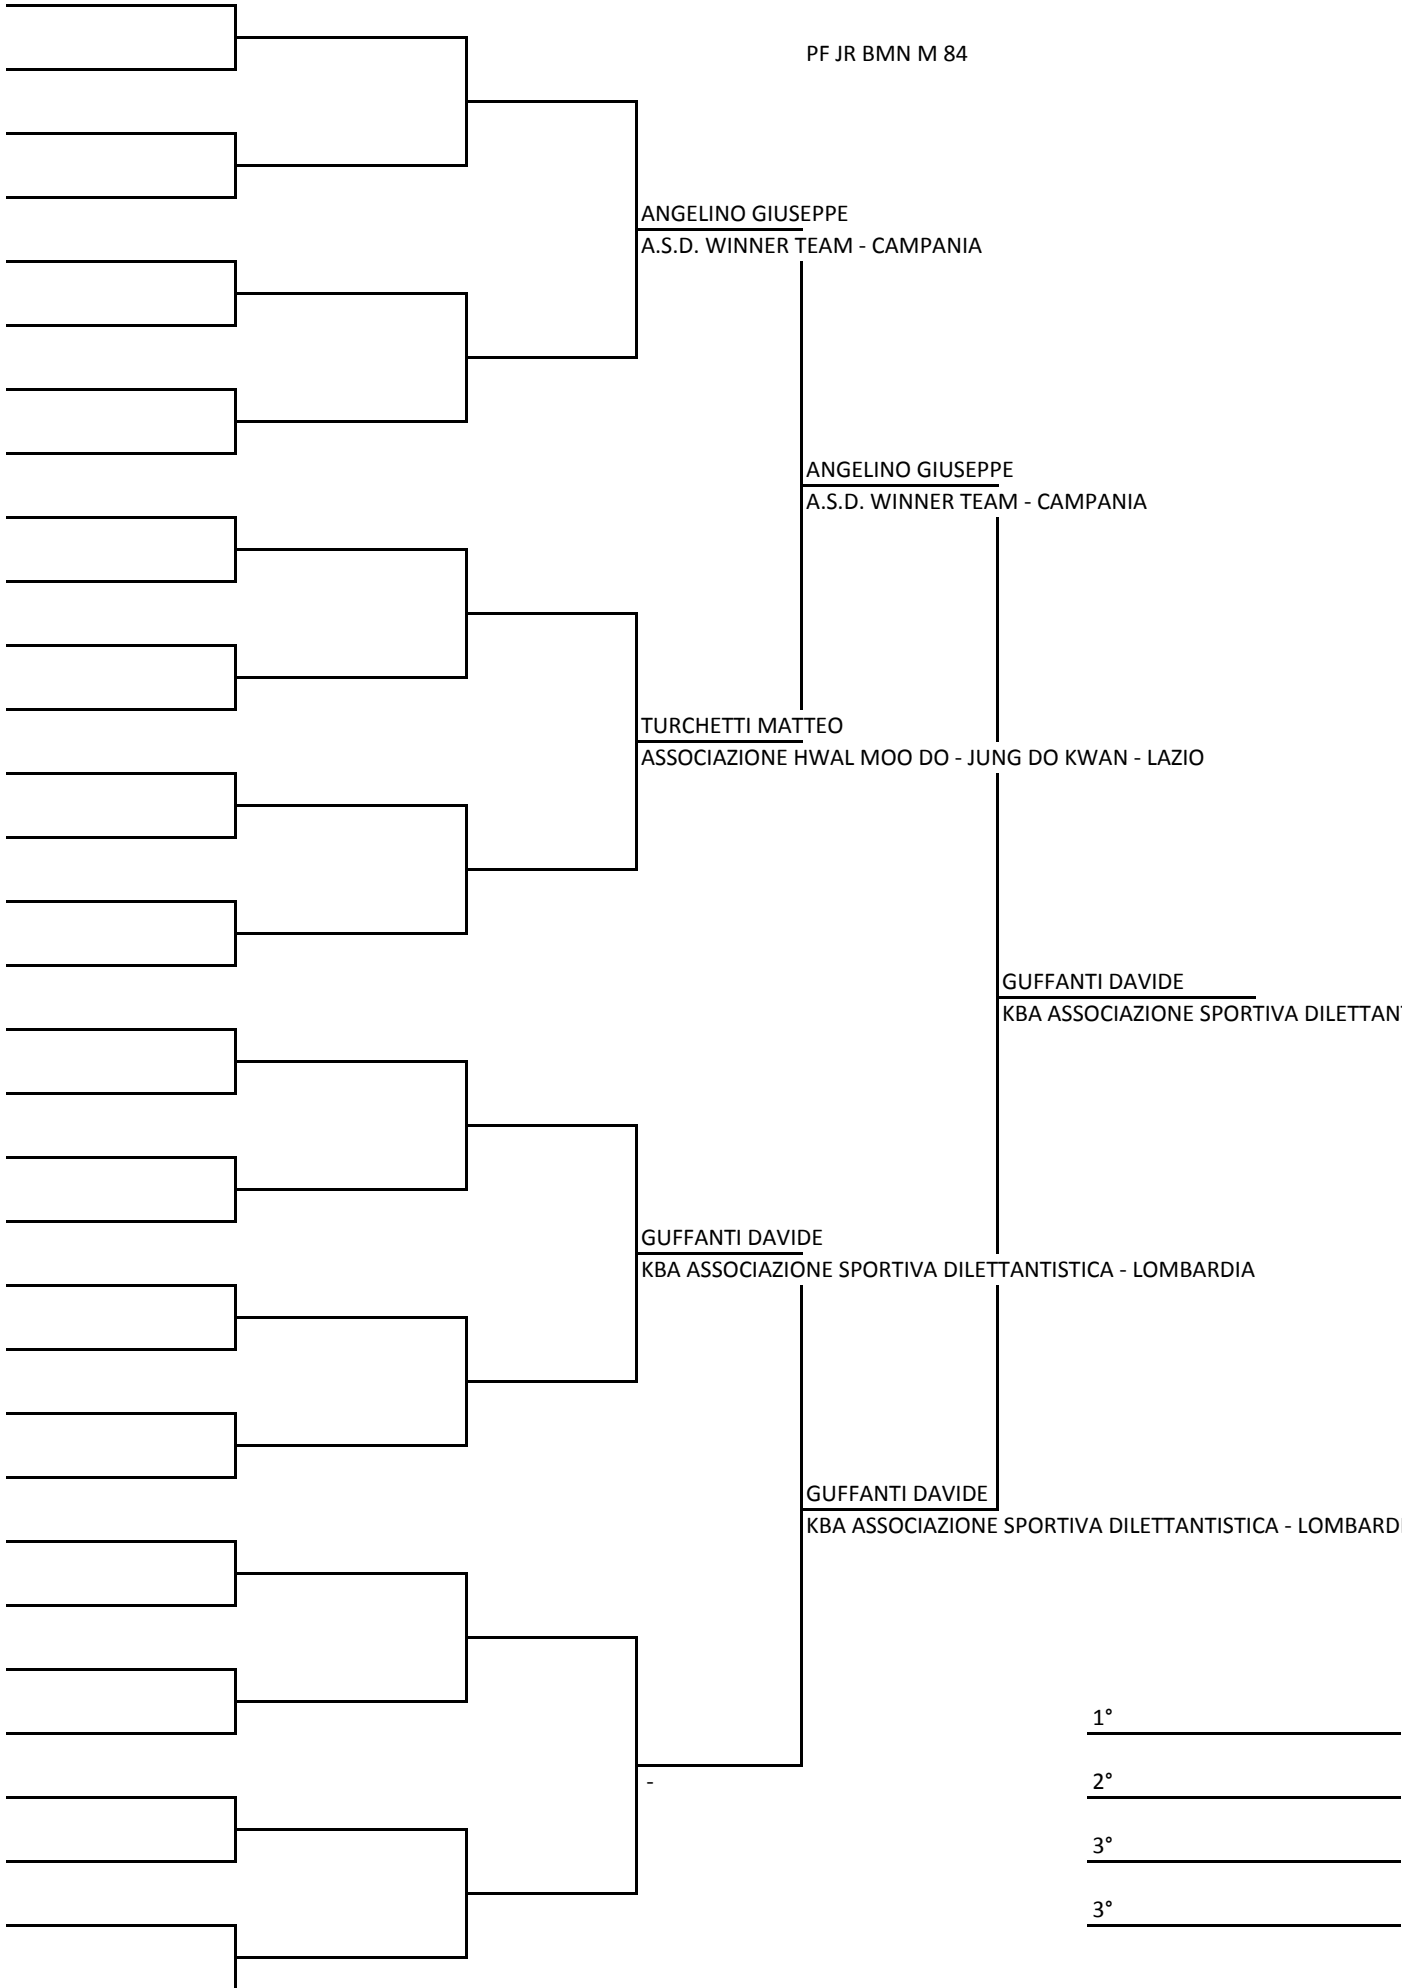 PF JR BMN M 84
ANGELINO GIUSEPPE
A.S.D. WINNER TEAM - CAMPANIA
ANGELINO GIUSEPPE
A.S.D. WINNER TEAM - CAMPANIA
TURCHETTI MATTEO
ASSOCIAZIONE HWAL MOO DO - JUNG DO KWAN - LAZIO
GUFFANTI DAVIDE
KBA ASSOCIAZIONE SPORTIVA DILETTAN
GUFFANTI DAVIDE
KBA ASSOCIAZIONE SPORTIVA DILETTANTISTICA - LOMBARDIA
GUFFANTI DAVIDE
KBA ASSOCIAZIONE SPORTIVA DILETTANTISTICA - LOMBARD
1°
-
2°
3°
3°